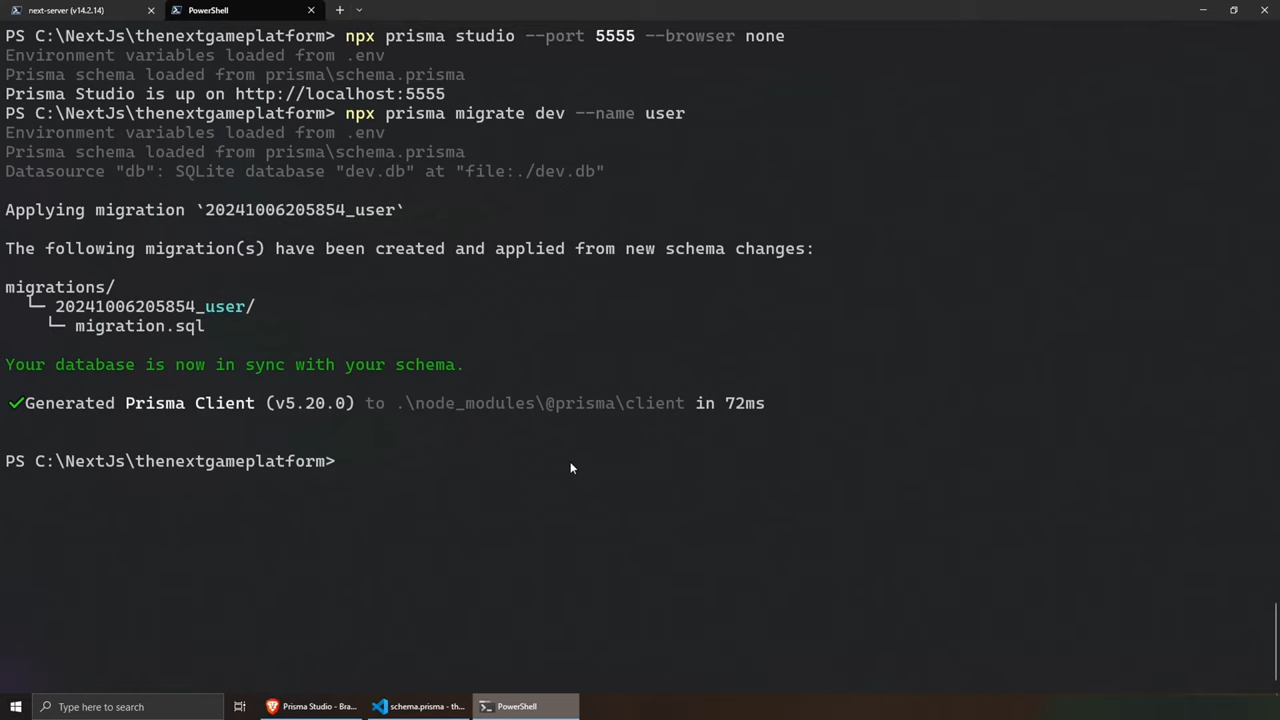 next-server (v14.2.14)
PowerShell
PS C:\NextJs\thenextgameplatform> npx prisma studio --port 5555 --browser none
Environment variables loaded from .env
Prisma schema loaded from prisma\schema.prisma
Prisma Studio is up on http://localhost:5555
PS C:\NextJs\thenextgameplatform> npx prisma migrate dev --name user
Environment variables loaded from .env
Prisma schema loaded from prisma\schema.prisma
Datasource "db": SQLite database "dev.db" at "file:./dev.db"
Applying migration `20241006205854_user`
The following migration(s) have been created and applied from new schema changes:
migrations/
└─ 20241006205854_user/
└─ migration.sql
Your database is now in sync with your schema.
✓Generated Prisma Client (v5.20.0) to .\node_modules\@prisma\client in 72ms
PS C:\NextJs\thenextgameplatform>
Type here to search
Prisma Studio - Bra...
schema.prisma - th...
PowerShell